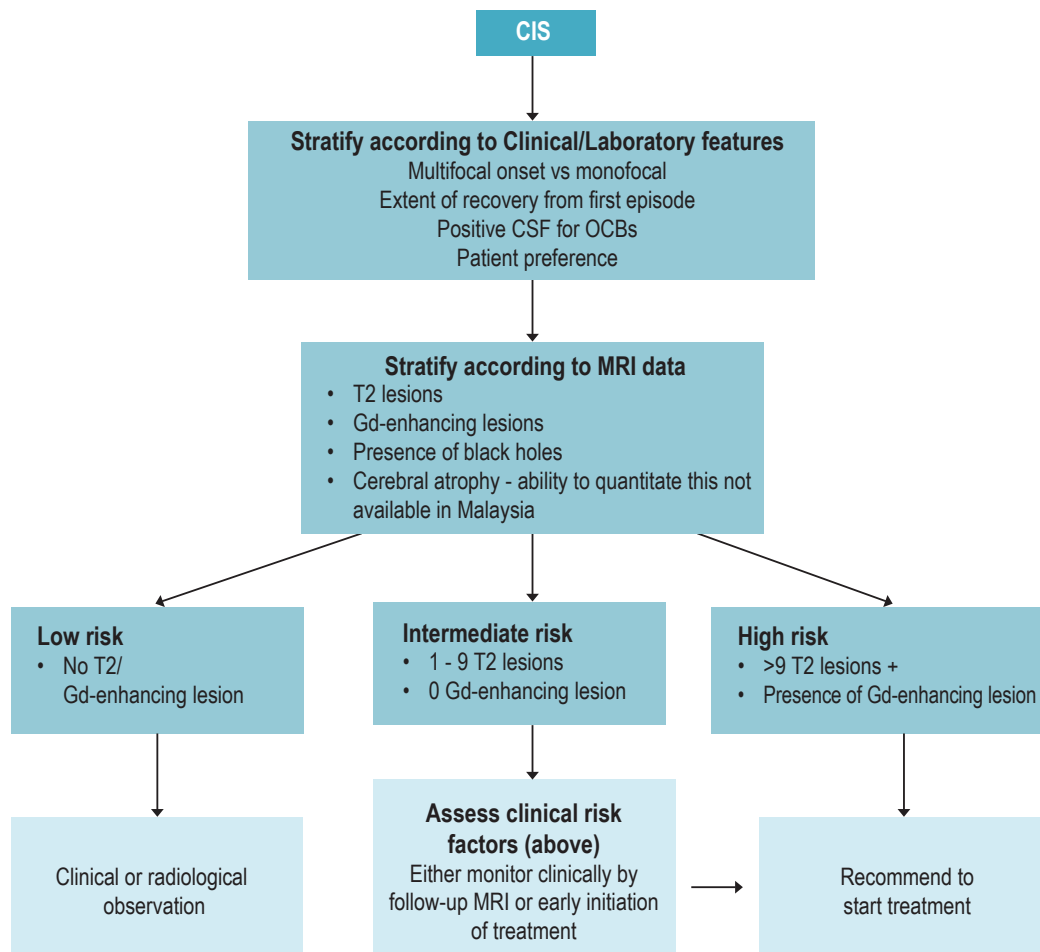 CIS
Stratify according to Clinical/Laboratory features
Multifocal onset vs monofocal
Extent of recovery from first episode
Positive CSF for OCBs
Patient preference
Stratify according to MRI data
• T2 lesions
• Gd-enhancing lesions
• Presence of black holes
• Cerebral atrophy - ability to quantitate this not
available in Malaysia
Low risk
• No T2/
Gd-enhancing lesion
Intermediate risk
• 1 - 9 T2 lesions
• 0 Gd-enhancing lesion
High risk
• >9 T2 lesions +
• Presence of Gd-enhancing lesion
Clinical or radiological
observation
Assess clinical risk
factors (above)
Either monitor clinically by
follow-up MRI or early initiation
of treatment
Recommend to
start treatment